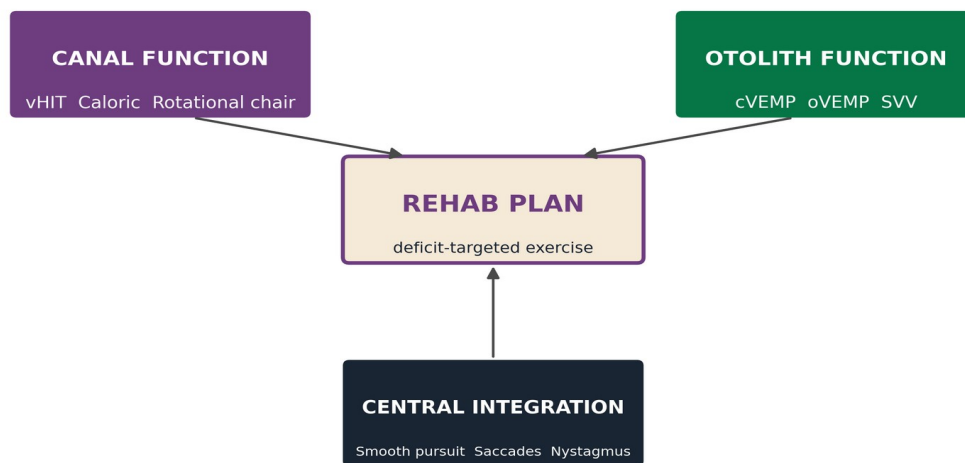 CANAL FUNCTION
vHIT  Caloric  Rotational chair
OTOLITH FUNCTION
cVEMP  oVEMP  SVV
REHAB PLAN
deficit-targeted exercise
CENTRAL INTEGRATION
Smooth pursuit  Saccades  Nystagmus